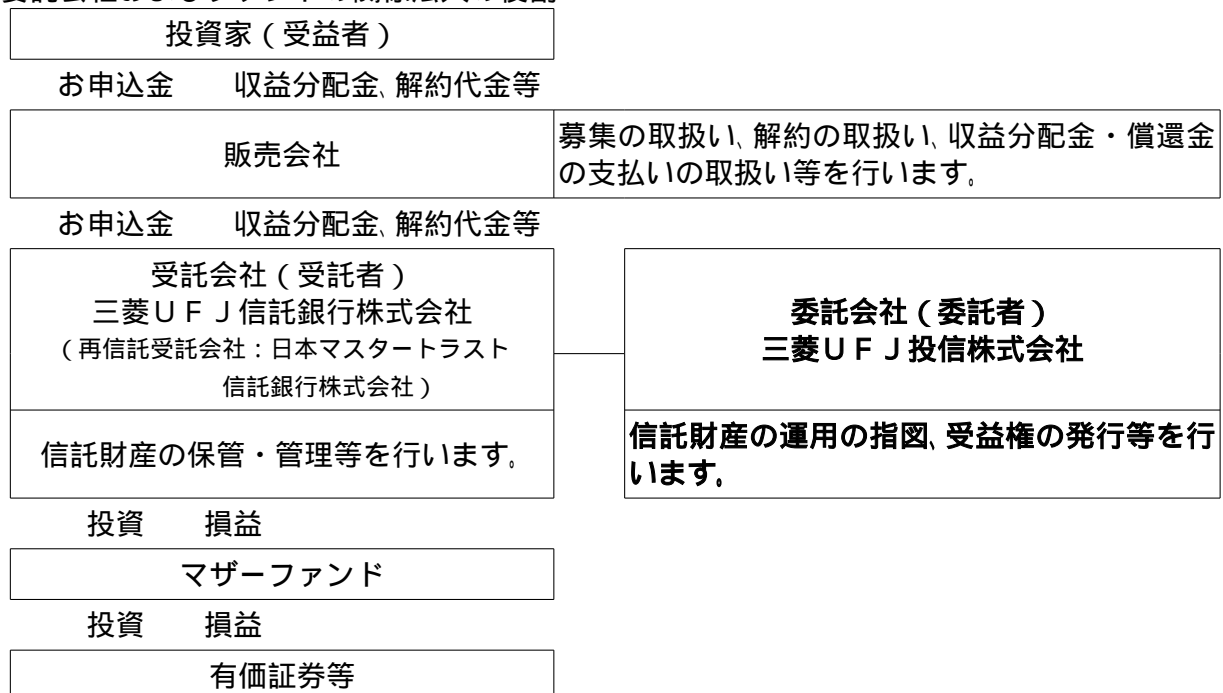 投資家（受益者）
お申込金　収益分配金、解約代金等
販売会社
募集の取扱い、解約の取扱い、収益分配金・償還金
の支払いの取扱い等を行います。
お申込金　収益分配金、解約代金等
受託会社（受託者）
三菱ＵＦＪ信託銀行株式会社
（再信託受託会社：日本マスタートラスト
信託銀行株式会社）
委託会社（委託者）
三菱ＵＦＪ投信株式会社
信託財産の保管・管理等を行います。
信託財産の運用の指図、受益権の発行等を行
います。
投資　損益
マザーファンド
投資　損益
有価証券等